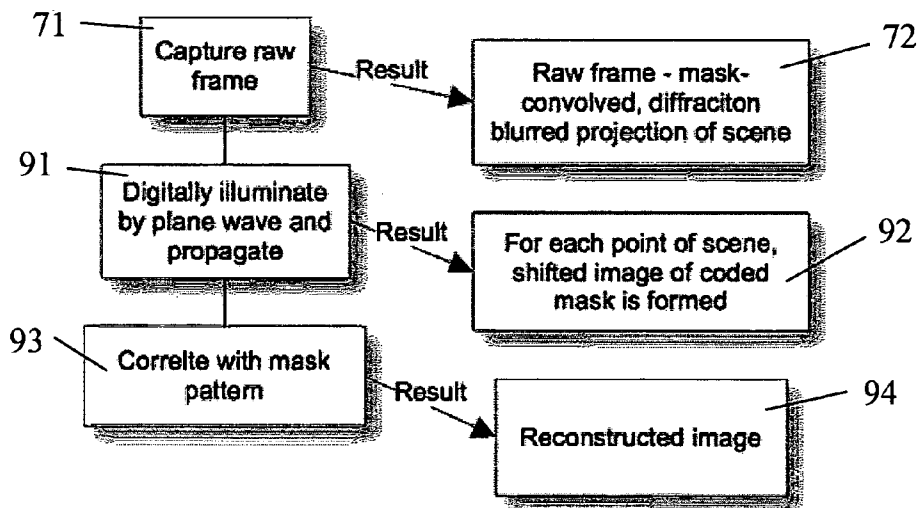 71
Capture raw
frame
Result
72
Raw frame - mask-
convolved, diffraciton
blurred projection of scene
91
Digitally illuminate
by plane wave and
propagate
Result
92
For each point of scene,
shifted image of coded
mask is formed
93
Correlte with mask
pattern
Result
94
Reconstructed image